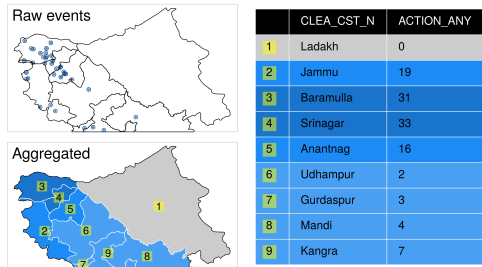 Raw events
Aggregated
3
4
5
1
2
6
9
8
7
CLEA_CST_N ACTION_ANY
1 Ladakh 0
2 Jammu 19
3 Baramulla 31
4 Srinagar 33
5 Anantnag 16
6 Udhampur 2
7 Gurdaspur 3
8 Mandi 4
9 Kangra 7